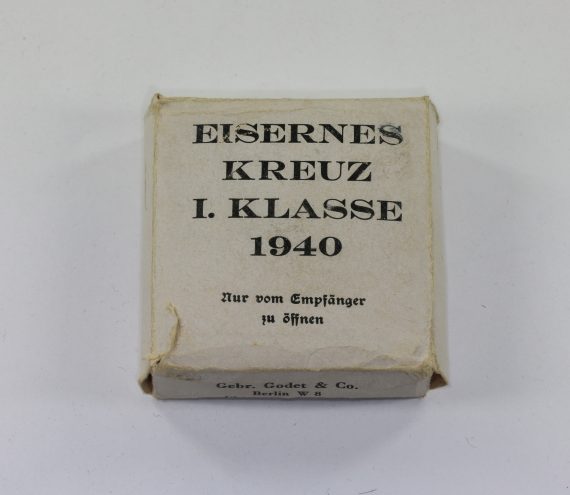 EISERNES
KREUZ
I. KLASSE
1940
Nur vom Empfänger
zu öffnen
Gebr. Godet & Co.
Berlin W 8